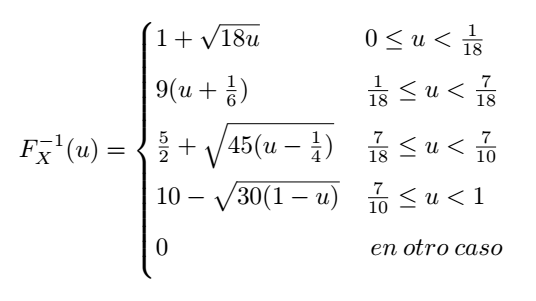 1 + √18u    0 ≤ u < 1/18
9(u + 1/6)    1/18 ≤ u < 7/18
F_X^{-1}(u) = { 5/2 + √45(u − 1/4)    7/18 ≤ u < 7/10
10 − √30(1 − u)    7/10 ≤ u < 1
0    en otro caso